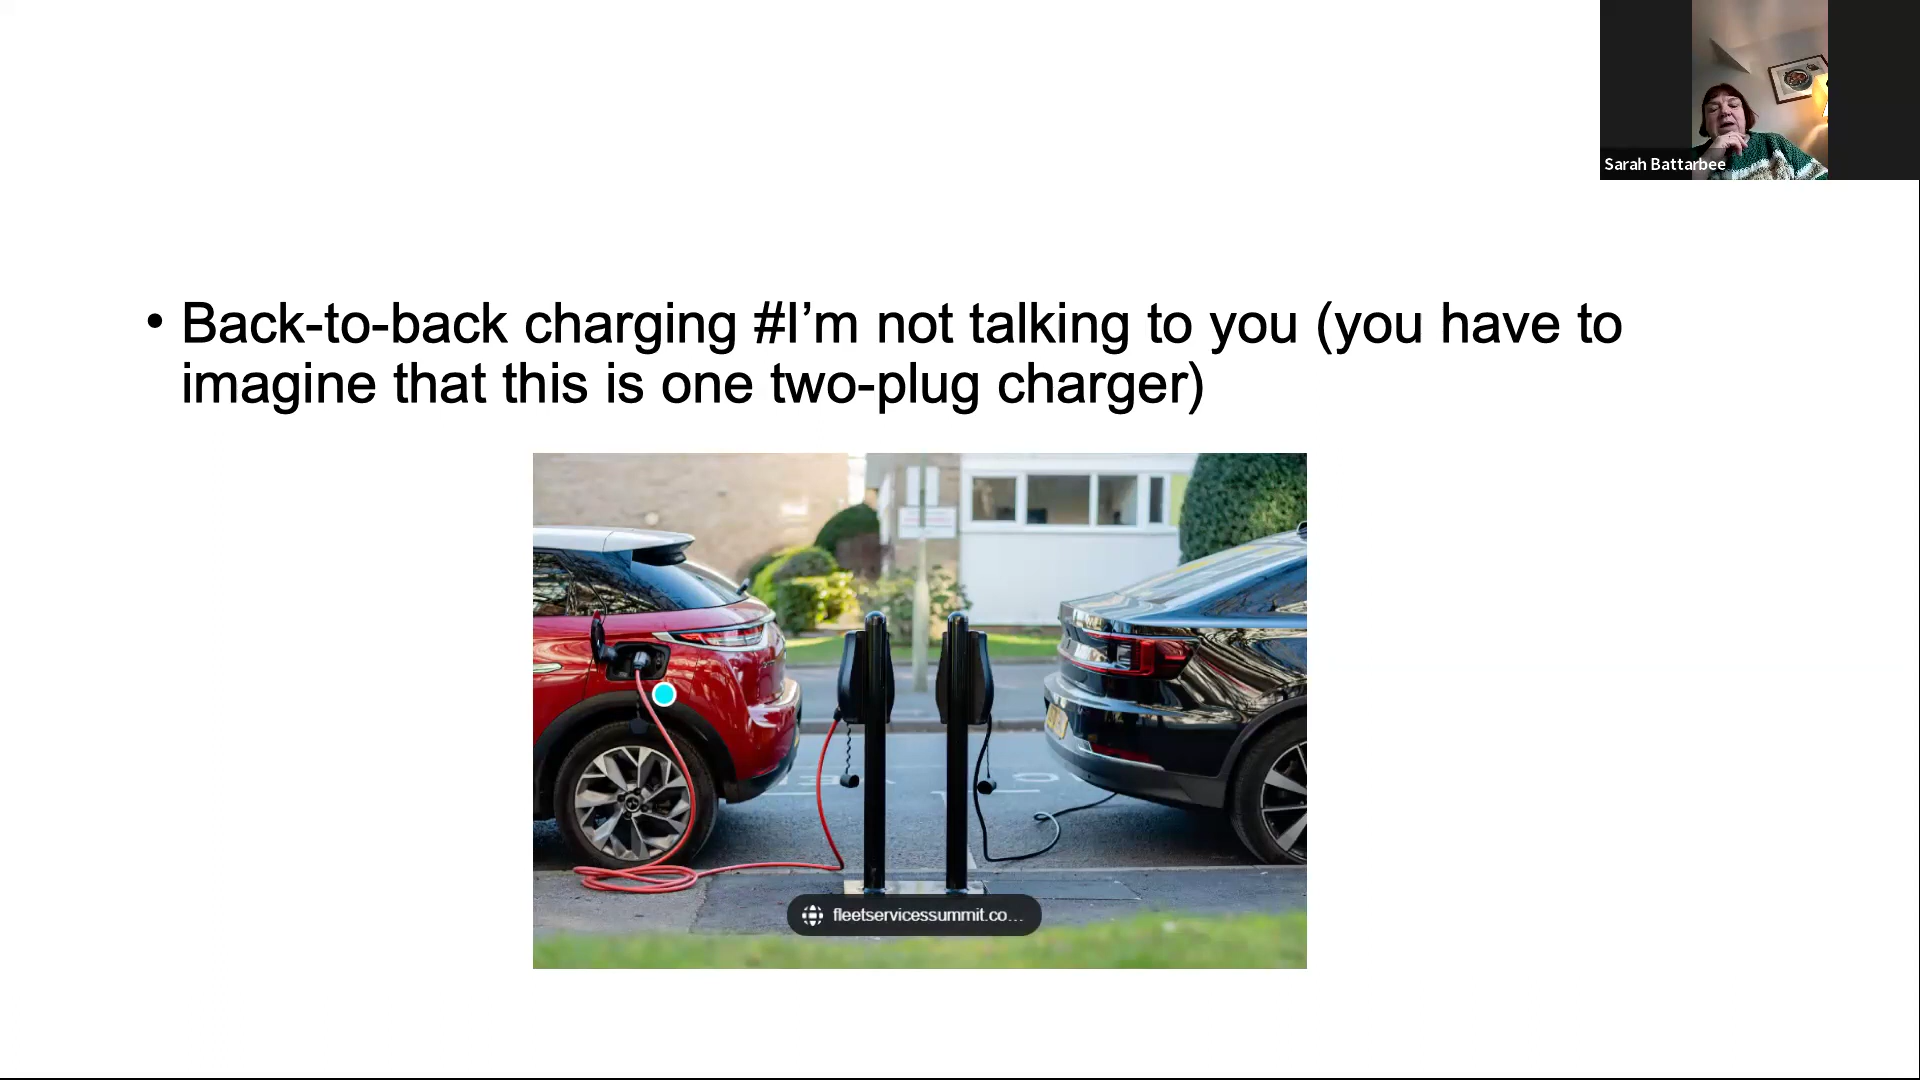 Sarah Battarbee
• Back-to-back charging #I’m not talking to you (you have to
imagine that this is one two-plug charger)
fleetservicessummit.co...